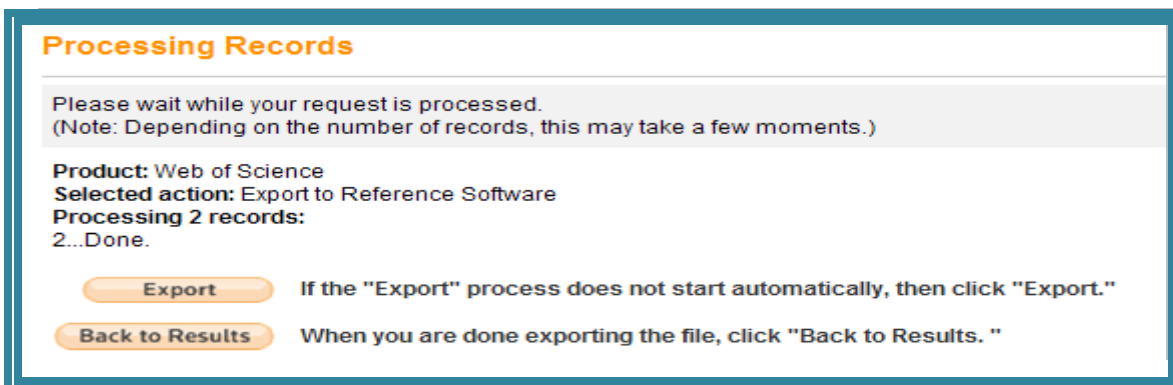 Processing Records
Please wait while your request is processed.
(Note: Depending on the number of records, this may take a few moments.)
Product: Web of Science
Selected action: Export to Reference Software
Processing 2 records:
2...Done.
Export If the "Export" process does not start automatically, then click "Export."
Back to Results When you are done exporting the file, click "Back to Results. "